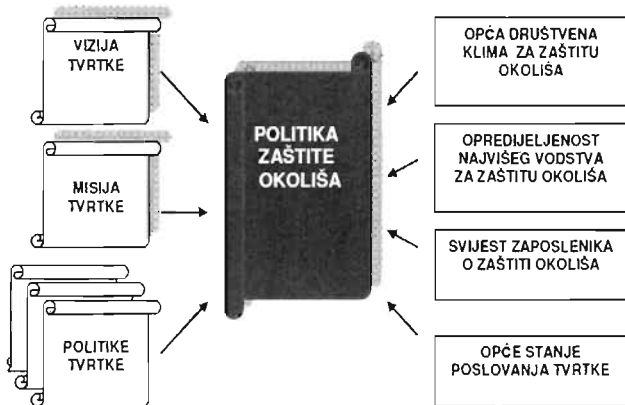 VIZIJA
TVRTKE
MISIJA
TVRTKE
POLITIKE
TVRTKE
POLITIKA
ZAŠTITE
OKOLIŠA
OPĆA DRUŠTVENA
KLIMA ZA ZAŠTITU
OKOLIŠA
OPREDIJELJENOST
NAJVIŠEG VODSTVA
ZA ZAŠTITU OKOLIŠA
SVIJEST ZAPOSLENIKA
O ZAŠTITI OKOLIŠA
OPĆE STANJE
POSLOVANJA TVRTKE